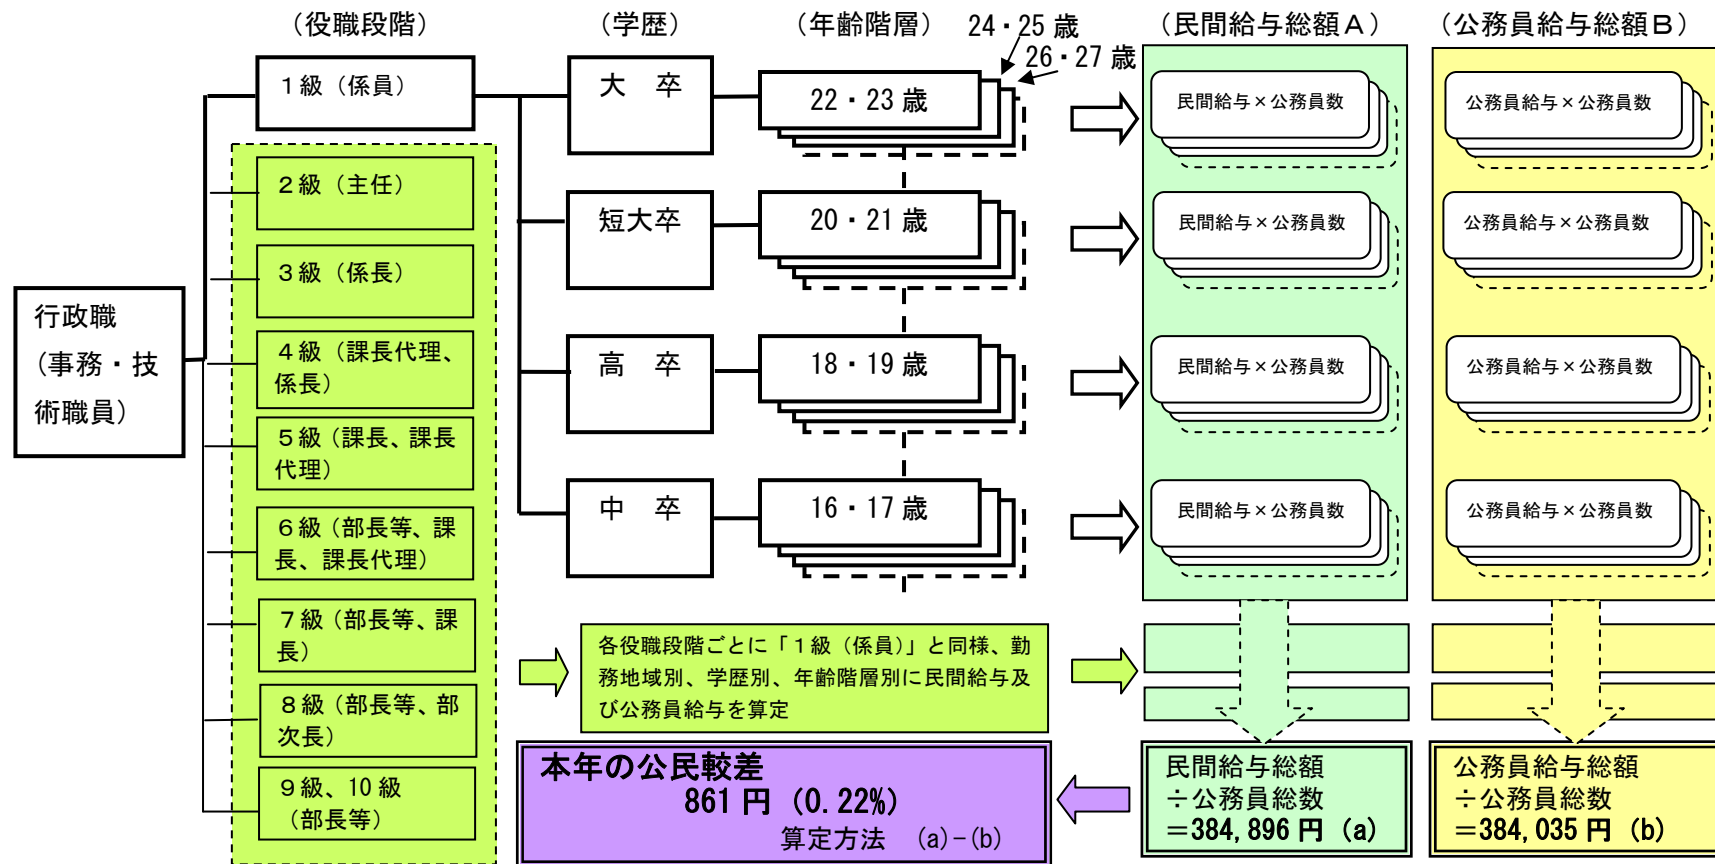 （役職段階）
（学歴）
（年齢階層）
24・25 歳
26・27 歳
（民間給与総額Ａ）
（公務員給与総額Ｂ）
１級（係員）
２級（主任）
３級（係長）
４級（課長代理、
係長）
５級（課長、課長
代理）
６級（部長等、課
長、課長代理）
７級（部長等、課
長）
８級（部長等、部
次長）
９級、10 級
（部長等）
行政職
（事務・技
術職員）
大　卒
22・23 歳
民間給与×公務員数
公務員給与×公務員数
短大卒
20・21 歳
民間給与×公務員数
公務員給与×公務員数
高　卒
18・19 歳
民間給与×公務員数
公務員給与×公務員数
中　卒
16・17 歳
民間給与×公務員数
公務員給与×公務員数
各役職段階ごとに「１級（係員）」と同様、勤
務地域別、学歴別、年齢階層別に民間給与及
び公務員給与を算定
本年の公民較差
861 円（0.22%）
算定方法　(a)-(b)
民間給与総額
÷公務員総数
＝384,896 円 (a)
公務員給与総額
÷公務員総数
＝384,035 円 (b)